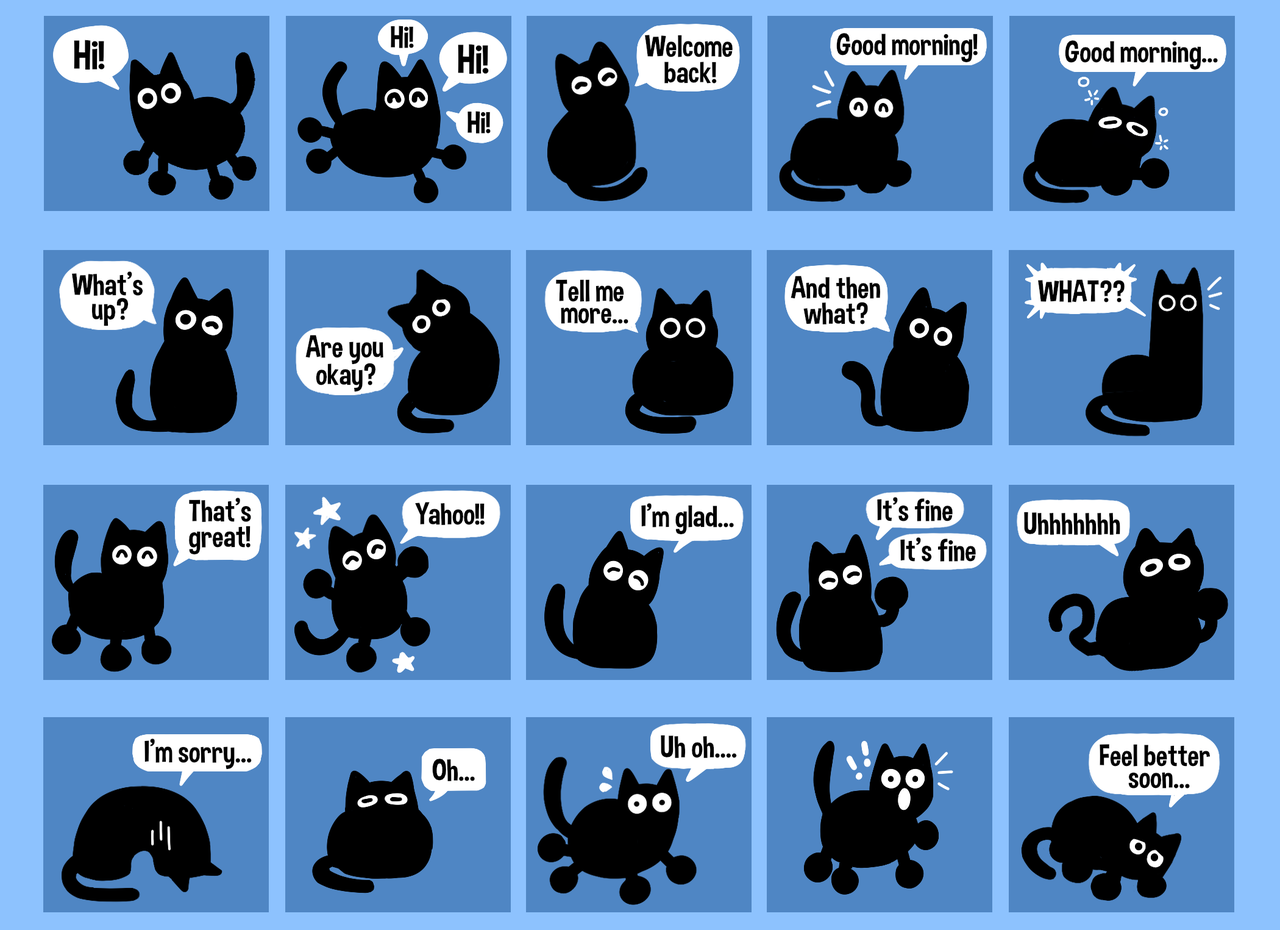 Hi!
Hi!
Hi!
Hi!
Welcome
back!
Good morning!
Good morning...
What's
up?
Are you
okay?
Tell me
more...
And then
what?
WHAT??
That's
great!
Yahoo!!
I'm glad...
It's fine
It's fine
Uhhhhhhh
I'm sorry...
Oh...
Uh oh....
Feel better
soon...